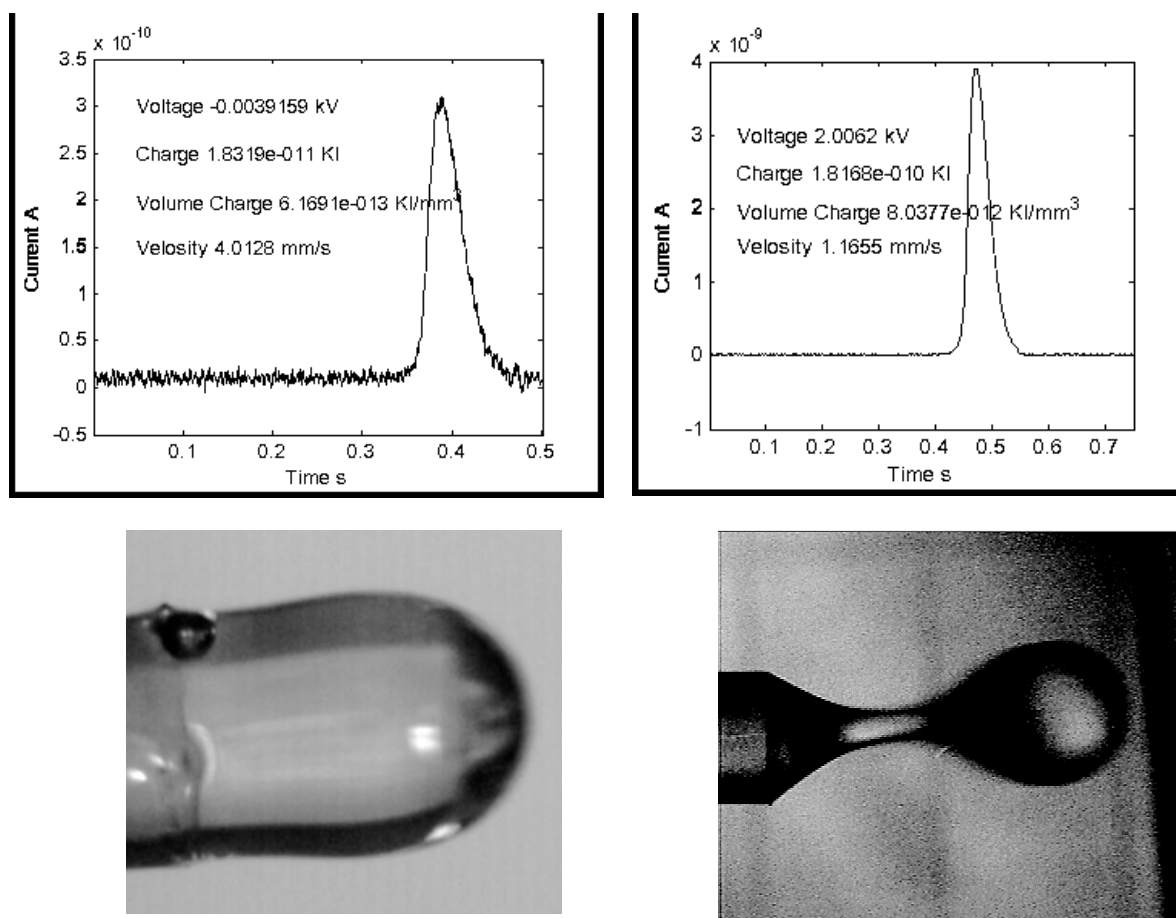 x 10-10
3.5
3
2.5
2
1.5
1
0.5
0
-0.5
Current A
Voltage -0.0039159 kV
Charge 1.8319e-011 Kl
Volume Charge 6.1691e-013 Kl/mm3
Velosity 4.0128 mm/s
0.1 0.2 0.3 0.4 0.5
Time s
x 10-9
4
3
2
1
0
-1
Current A
Voltage 2.0062 kV
Charge 1.8168e-010 Kl
Volume Charge 8.0377e-012 Kl/mm3
Velosity 1.1655 mm/s
0.1 0.2 0.3 0.4 0.5 0.6 0.7
Time s